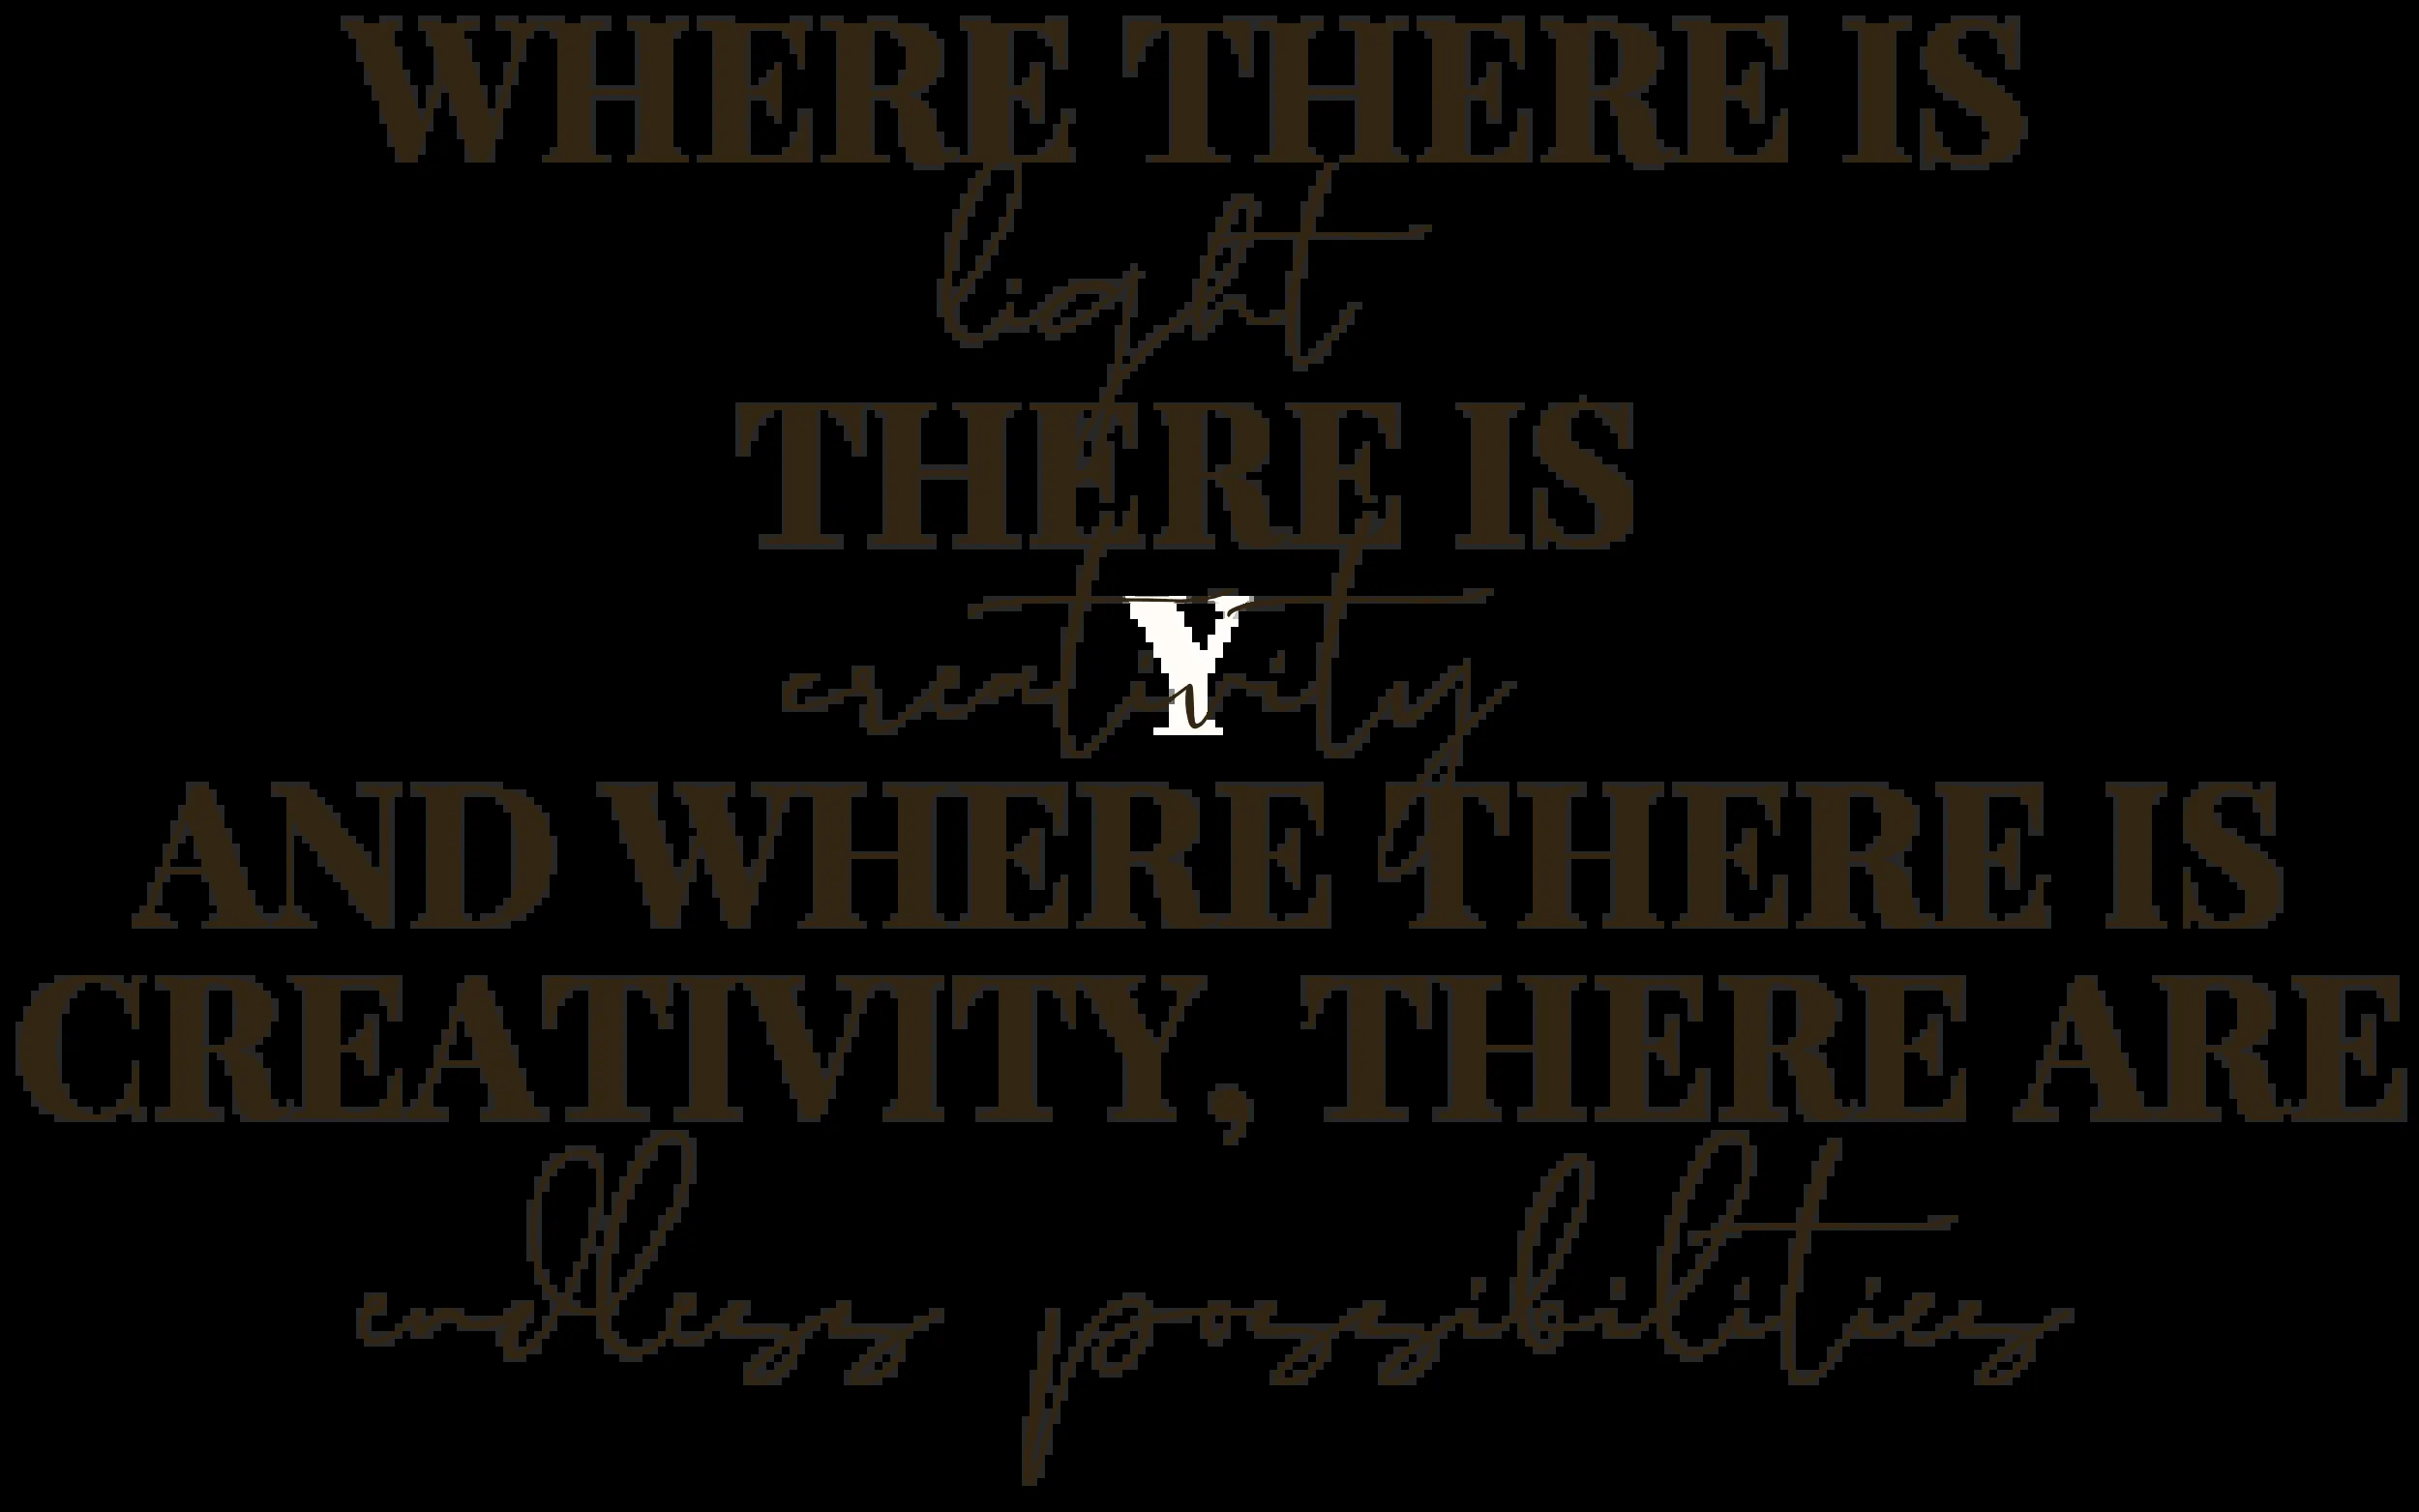 WHERE THERE IS
light
THERE IS
Y
creativity
AND WHERE THERE IS
CREATIVITY, THERE ARE
endless possibilities